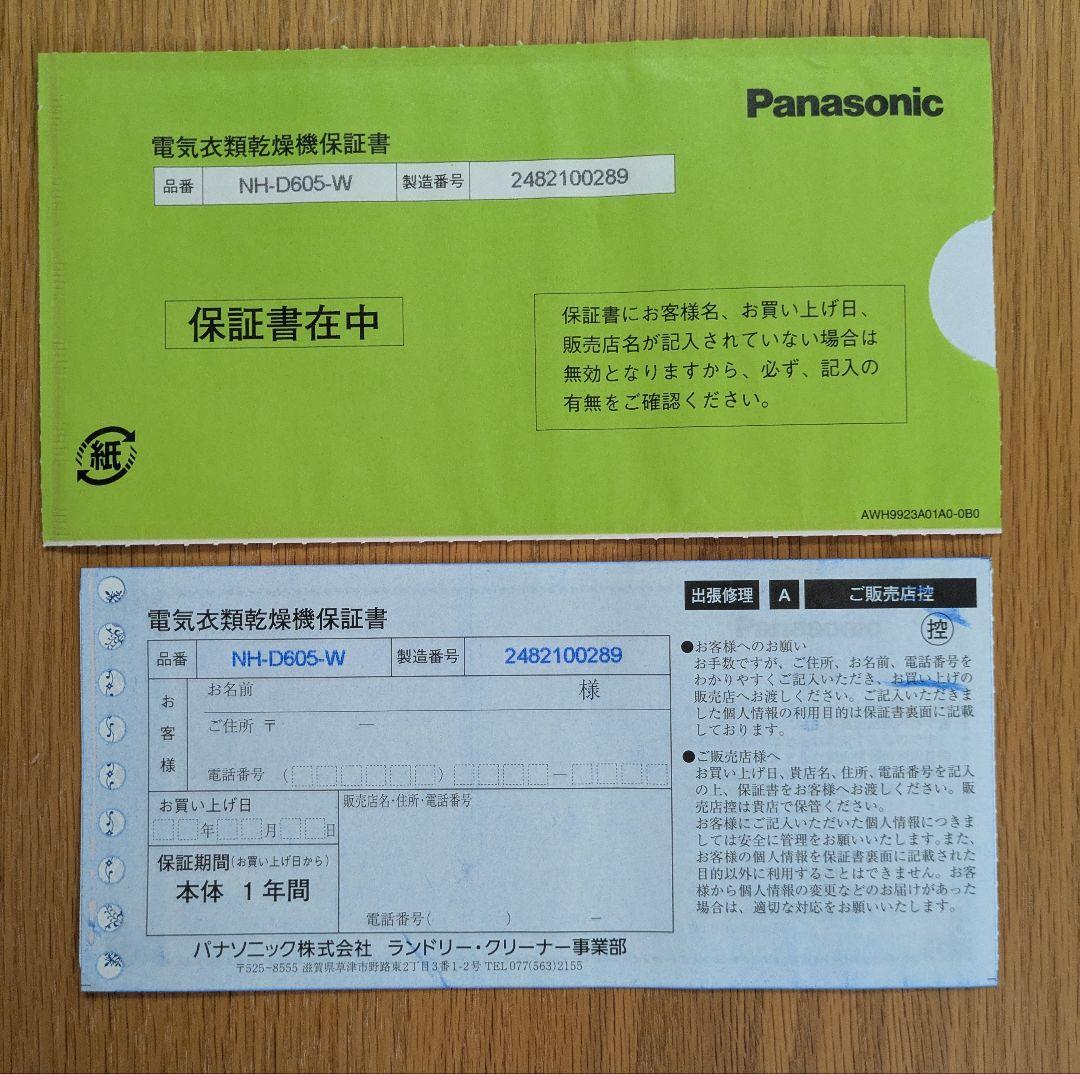 Panasonic
電気衣類乾燥機保証書
品番 NH-D605-W 製造番号 2482100289
保証書在中
保証書にお客様名、お買い上げ日、
販売店名が記入されていない場合は
無効となりますから、必ず、記入の
有無をご確認ください。
紙
AWH9923A01A0-0B0
出張修理 A ご販売店控
控
電気衣類乾燥機保証書
品番 NH-D605-W 製造番号 2482100289
お客様
お名前 様
ご住所 〒 ー
電話番号 ( ) ー
お買い上げ日
年 月 日
保証期間(お買い上げ日から)
本体 1年間
販売店名・住所・電話番号
電話番号( ) ー
パナソニック株式会社 ランドリー・クリーナー事業部
〒525-8555 滋賀県草津市野路東2丁目3番1-2号 TEL 077(563)2155
●お客様へのお願い
お手数ですが、ご住所、お名前、電話番号を
わかりやすくご記入いただき、お買い上げの
販売店へお渡しください。ご記入いただきま
した個人情報の利用目的は保証書裏面に記載
しております。
●ご販売店様へ
お買い上げ日、貴店名、住所、電話番号を記入
の上、保証書をお客様へお渡しください。販
売店控は貴店で保管ください。
お客様にご記入いただいた個人情報につきま
しては安全に管理をお願いいたします。また、
お客様の個人情報を保証書裏面に記載された
目的以外に利用することはできません。お客
様から個人情報の変更などのお届けがあった
場合は、適切な対応をお願いいたします。